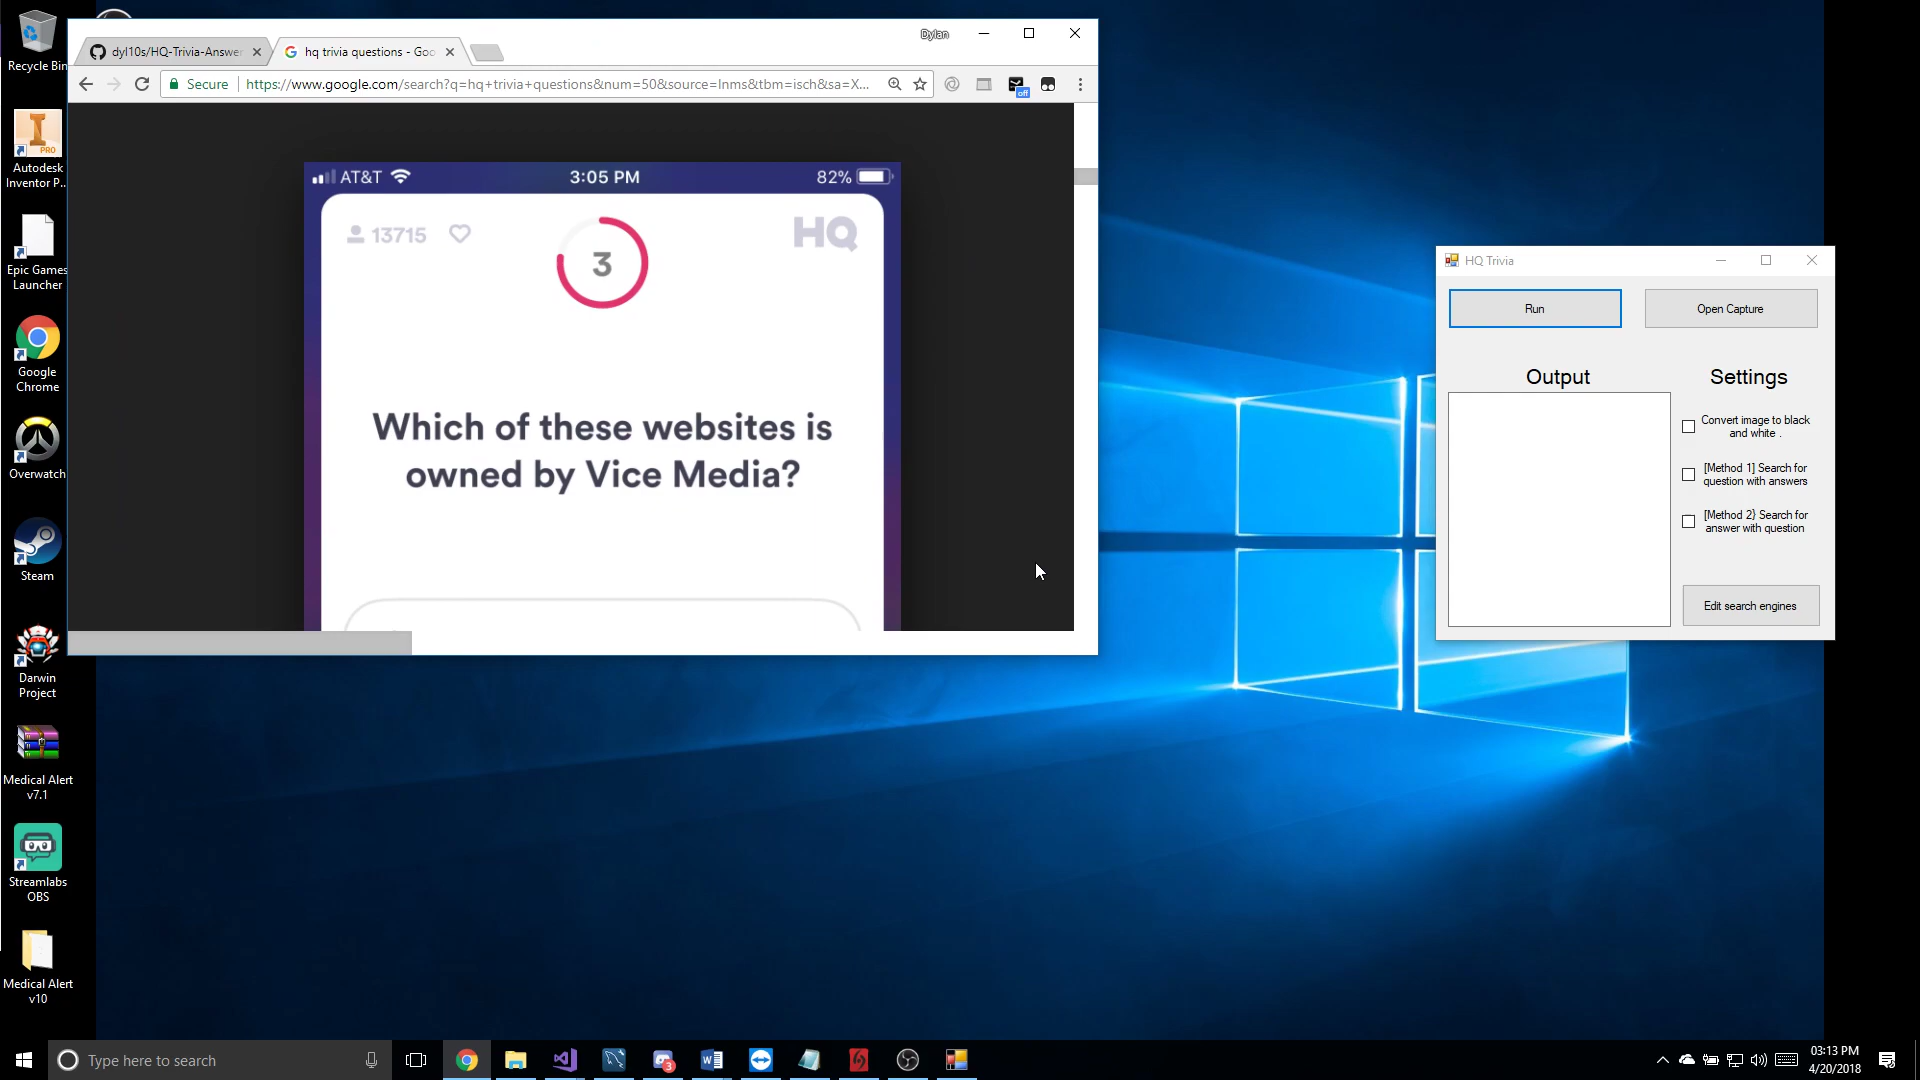 Recycle Bin
Autodesk
Inventor P...
Epic Games
Launcher
Google
Chrome
Overwatch
Steam
Darwin
Project
Medical Alert
v7.1
Streamlabs
OBS
Medical Alert
v10
Dylan
dyl10s/HQ-Trivia-Answer
hq trivia questions - Goo
Secure
https://www.google.com/search?q=hq+trivia+questions&num=50&source=lnms&tbm=isch&sa=X...
off
AT&T
3:05 PM
82%
13715
3
HQ
Which of these websites is
owned by Vice Media?
HQ Trivia
Run
Open Capture
Output
Settings
Convert image to black
and white .
[Method 1] Search for
question with answers
[Method 2} Search for
answer with question
Edit search engines
PRO
Type here to search
3
03:13 PM
4/20/2018